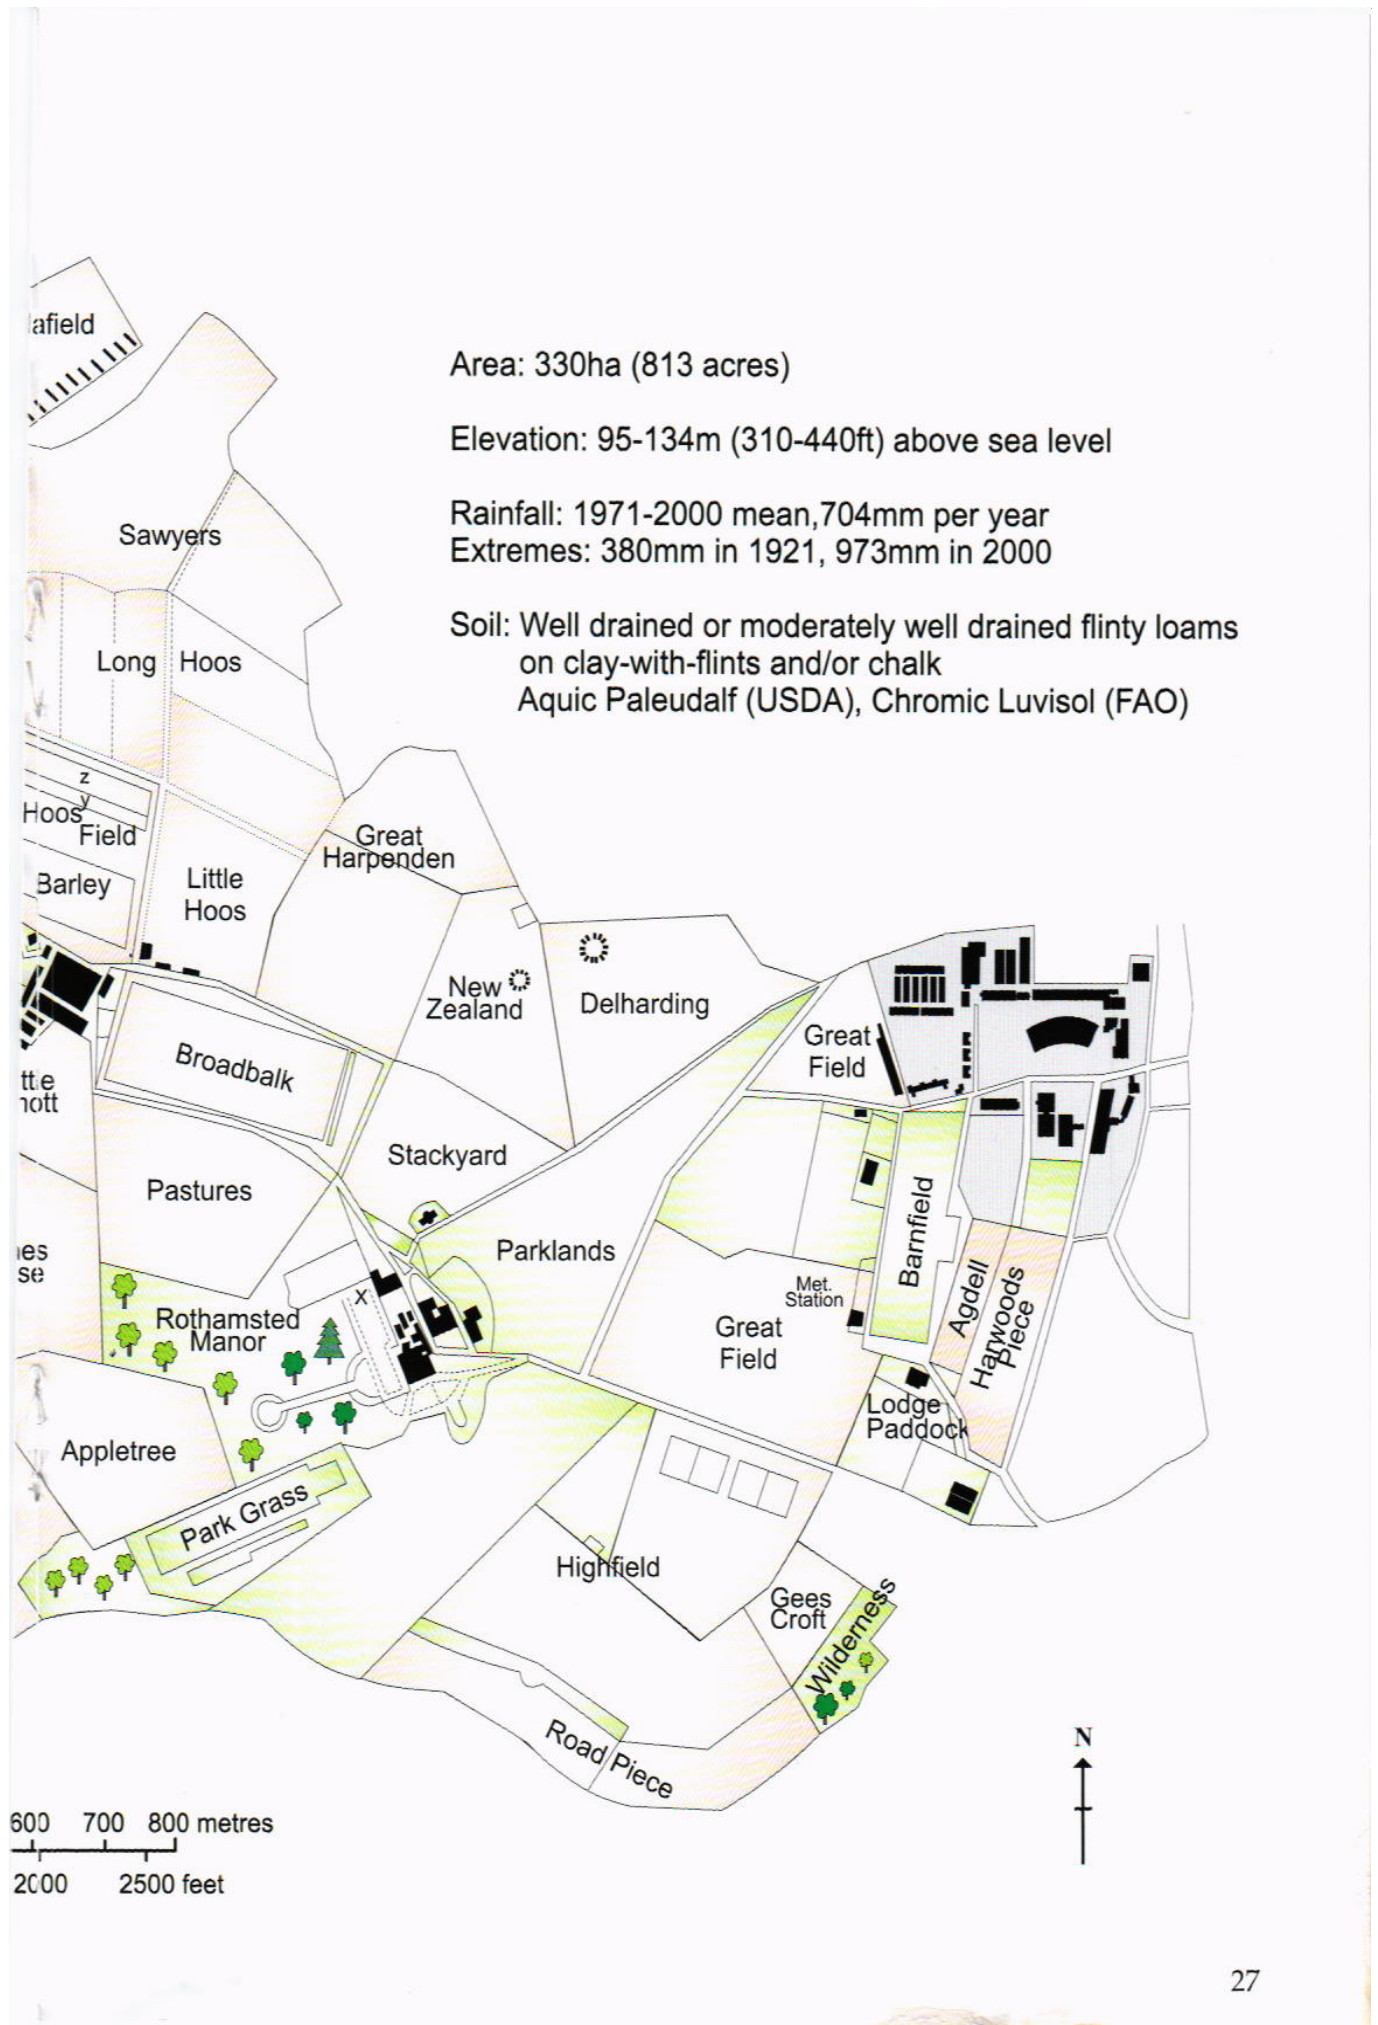 afield
Area: 330ha (813 acres)
Elevation: 95-134m (310-440ft) above sea level
Rainfall: 1971-2000 mean,704mm per year
Extremes: 380mm in 1921, 973mm in 2000
Soil: Well drained or moderately well drained flinty loams
on clay-with-flints and/or chalk
Aquic Paleudalf (USDA), Chromic Luvisol (FAO)
Sawyers
Long Hoos
z
y
Hoos
Field
Barley
Little
Hoos
Great
Harpenden
New
Zealand
Delharding
Great
Field
Broadbalk
Stackyard
Pastures
Parklands
Barnfield
Agdell
Harwoods
Piece
Met.
Station
Great
Field
X
Rothamsted
Manor
Lodge
Paddock
Appletree
Park Grass
Highfield
Gees
Croft
Wilderness
Road Piece
N
600 700 800 metres
2000 2500 feet
27